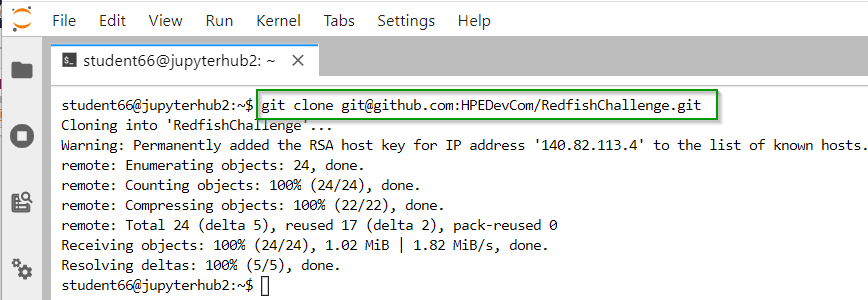 File Edit View Run Kernel Tabs Settings Help
student66@jupyterhub2: ~
student66@jupyterhub2:~$ git clone git@github.com:HPEDevCom/RedfishChallenge.git
Cloning into 'RedfishChallenge'...
Warning: Permanently added the RSA host key for IP address '140.82.113.4' to the list of known hosts.
remote: Enumerating objects: 24, done.
remote: Counting objects: 100% (24/24), done.
remote: Compressing objects: 100% (22/22), done.
remote: Total 24 (delta 5), reused 17 (delta 2), pack-reused 0
Receiving objects: 100% (24/24), 1.02 MiB | 1.82 MiB/s, done.
Resolving deltas: 100% (5/5), done.
student66@jupyterhub2:~$